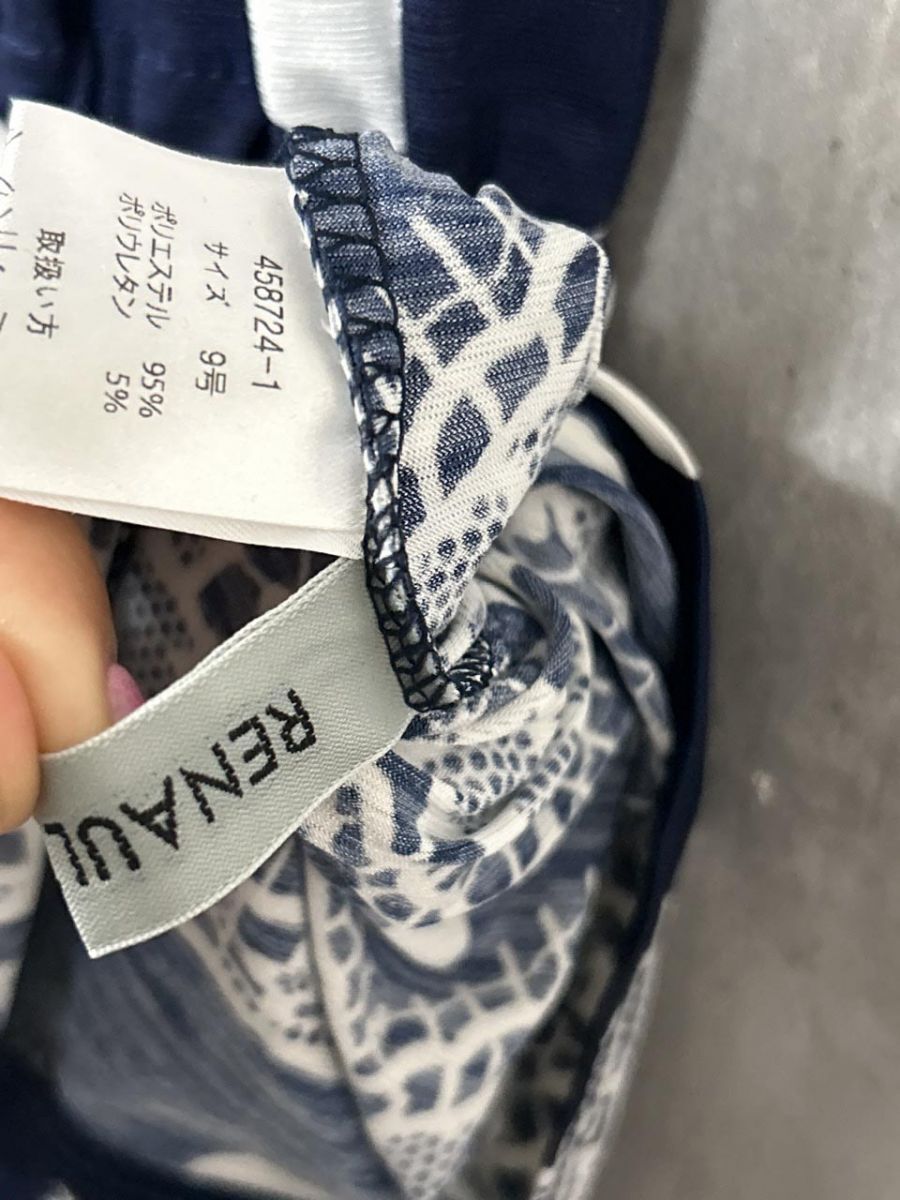 458724-1
サイズ 9号
ポリエステル 95%
ポリウレタン 5%
取扱い方
RENAU